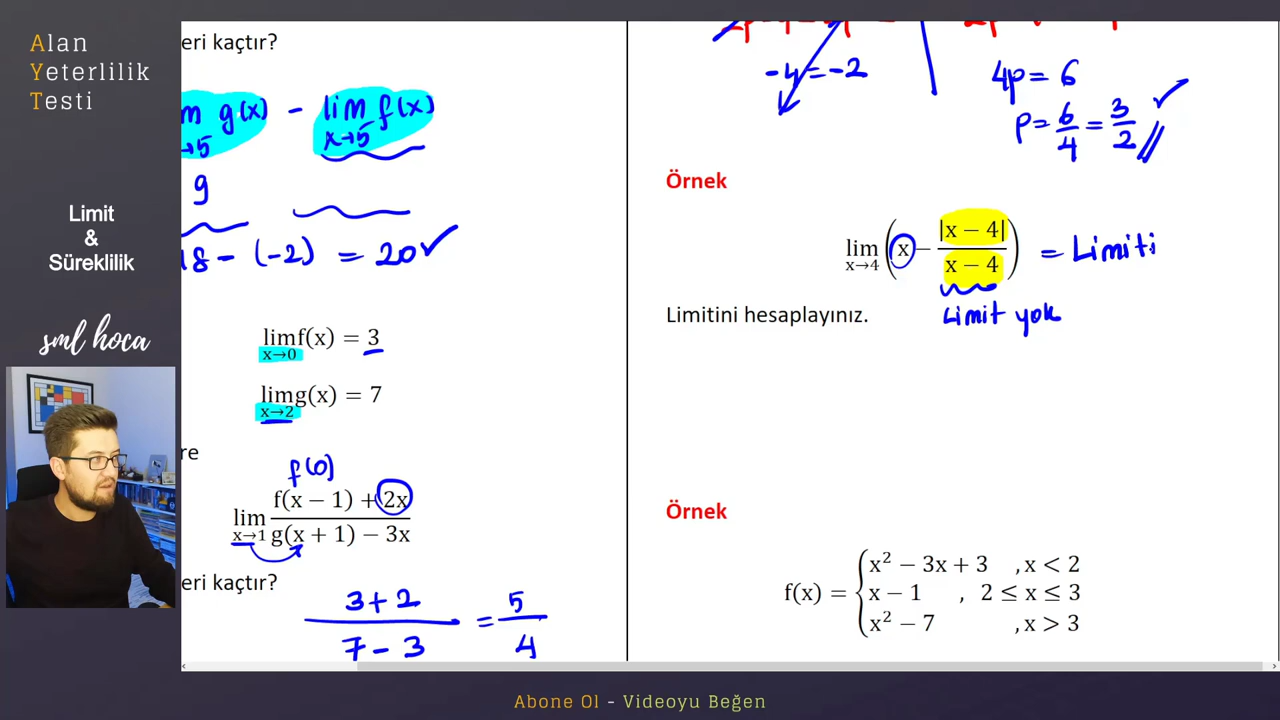 Alan
Yeterlilik
Testi
Limit
&
Süreklilik
sml hoca
eri kaçtır?
m g(x) - lim f(x)
→5 x→5
9
18 - (-2) = 20 ✓
limf(x) = 3
x→0
limg(x) = 7
x→2
re
f(0)
f(x − 1) + 2x
lim
x→1
g(x + 1) − 3x
eri kaçtır?
3+2
7-3
= 5/4
-4 = -2
4p = 6
p = 6/4 = 3/2 ✓
Örnek
lim (x − |x − 4| / x − 4) = Limiti
x→4
Limit yok
Limitini hesaplayınız.
Örnek
x² − 3x + 3 , x < 2
f(x) = { x − 1 , 2 ≤ x ≤ 3
x² − 7 , x > 3
Abone Ol - Videoyu Beğen